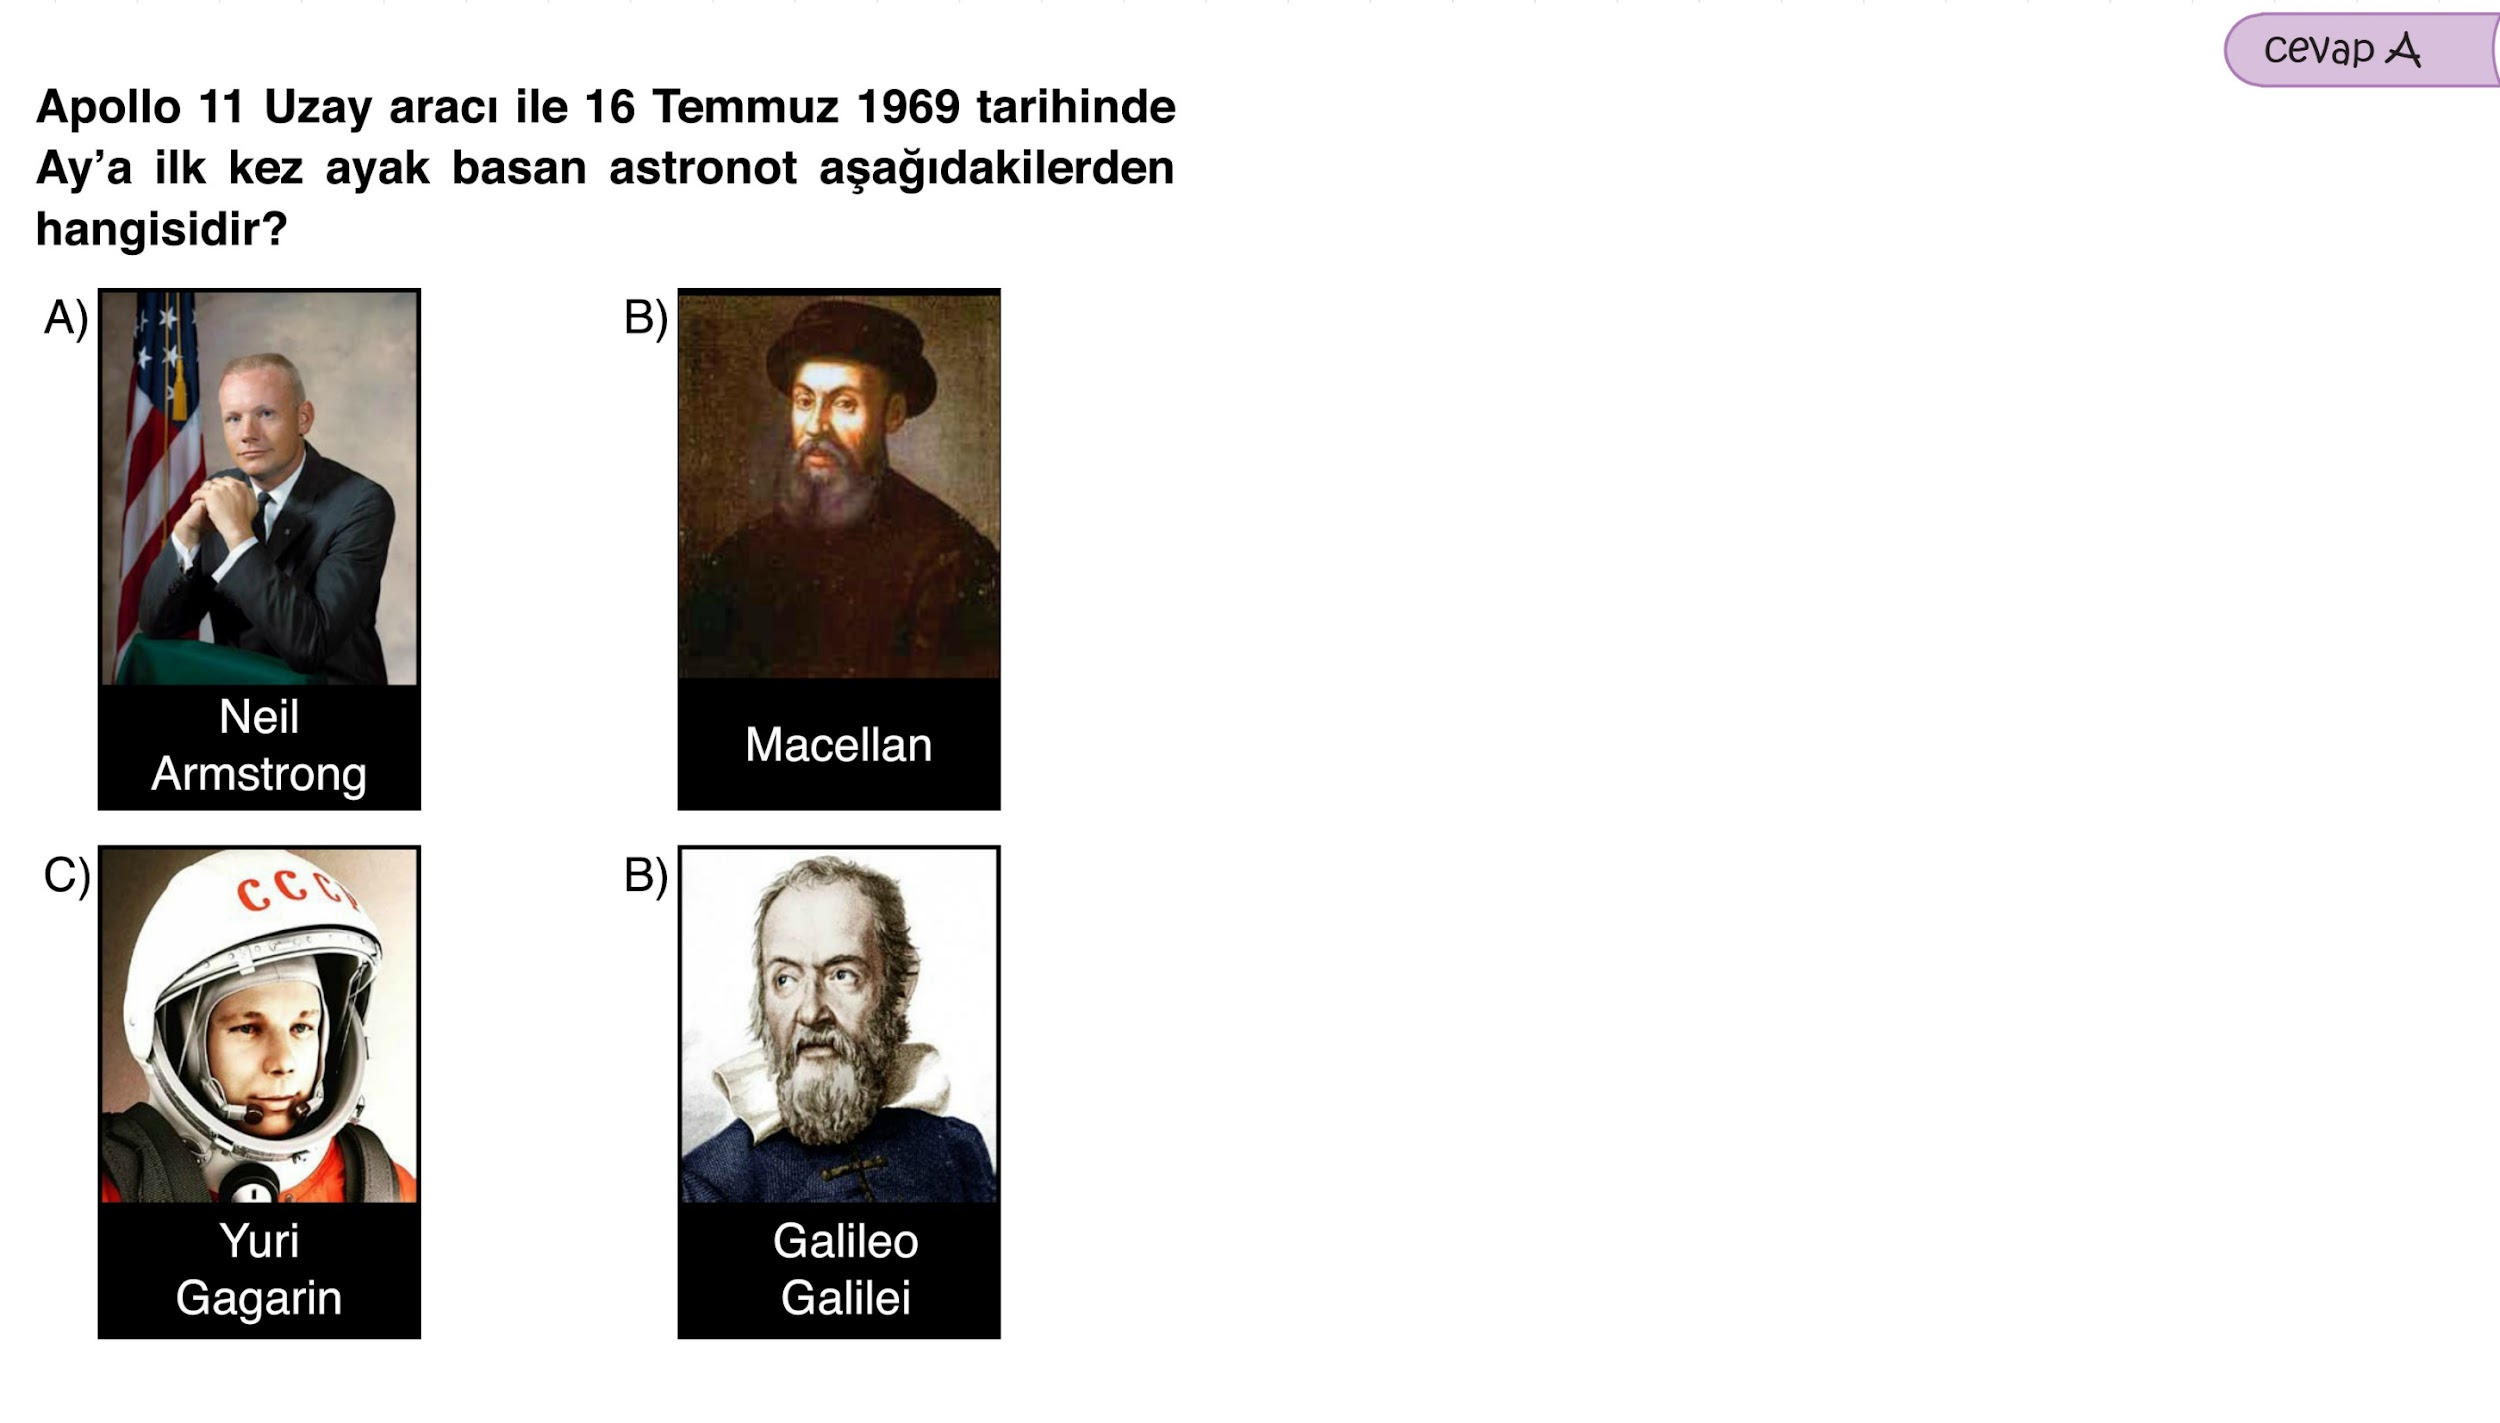 cevap A
Apollo 11 Uzay aracı ile 16 Temmuz 1969 tarihinde
Ay’a ilk kez ayak basan astronot aşağıdakilerden
hangisidir?
A)
Neil
Armstrong
B)
Macellan
C)
CCCP
Yuri
Gagarin
B)
Galileo
Galilei